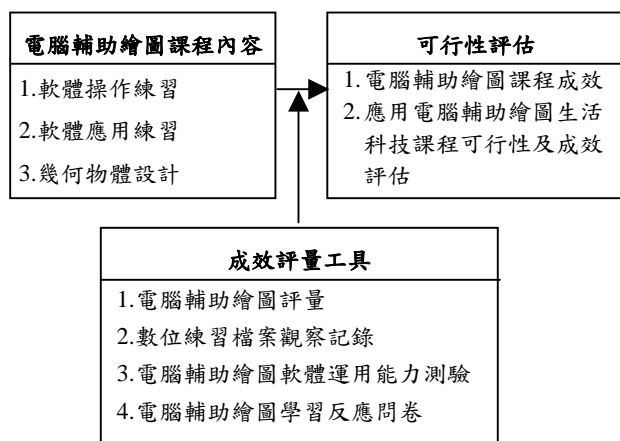 電腦輔助繪圖課程內容
1.軟體操作練習
2.軟體應用練習
3.幾何物體設計
可行性評估
1.電腦輔助繪圖課程成效
2.應用電腦輔助繪圖生活
科技課程可行性及成效
評估
成效評量工具
1.電腦輔助繪圖評量
2.數位練習檔案觀察記錄
3.電腦輔助繪圖軟體運用能力測驗
4.電腦輔助繪圖學習反應問卷